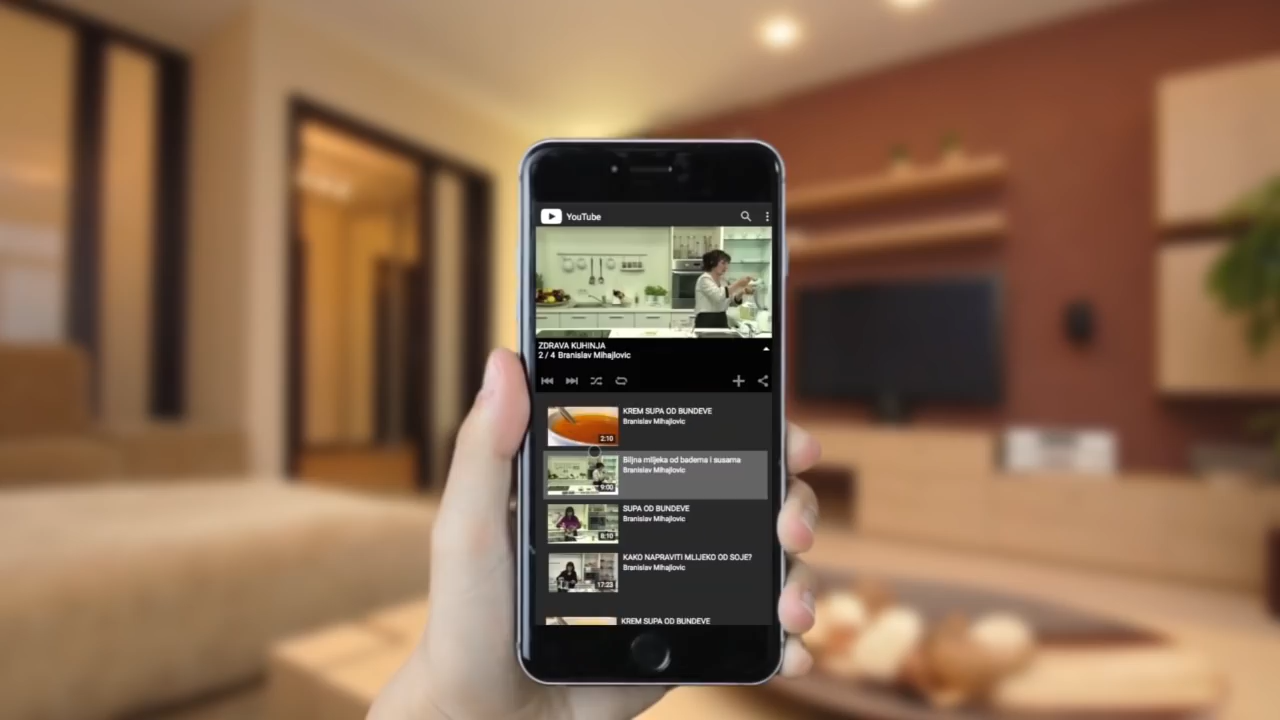 YouTube
ZDRAVA KUHINJA
2 / 4 Branislav Mihajlovic
KREM SUPA OD BUNDEVE
Branislav Mihajlovic
2:10
Biljna mlijeka od badema i susama
Branislav Mihajlovic
9:00
SUPA OD BUNDEVE
Branislav Mihajlovic
8:10
KAKO NAPRAVITI MLIJEKO OD SOJE?
Branislav Mihajlovic
17:23
KREM SUPA OD BUNDEVE